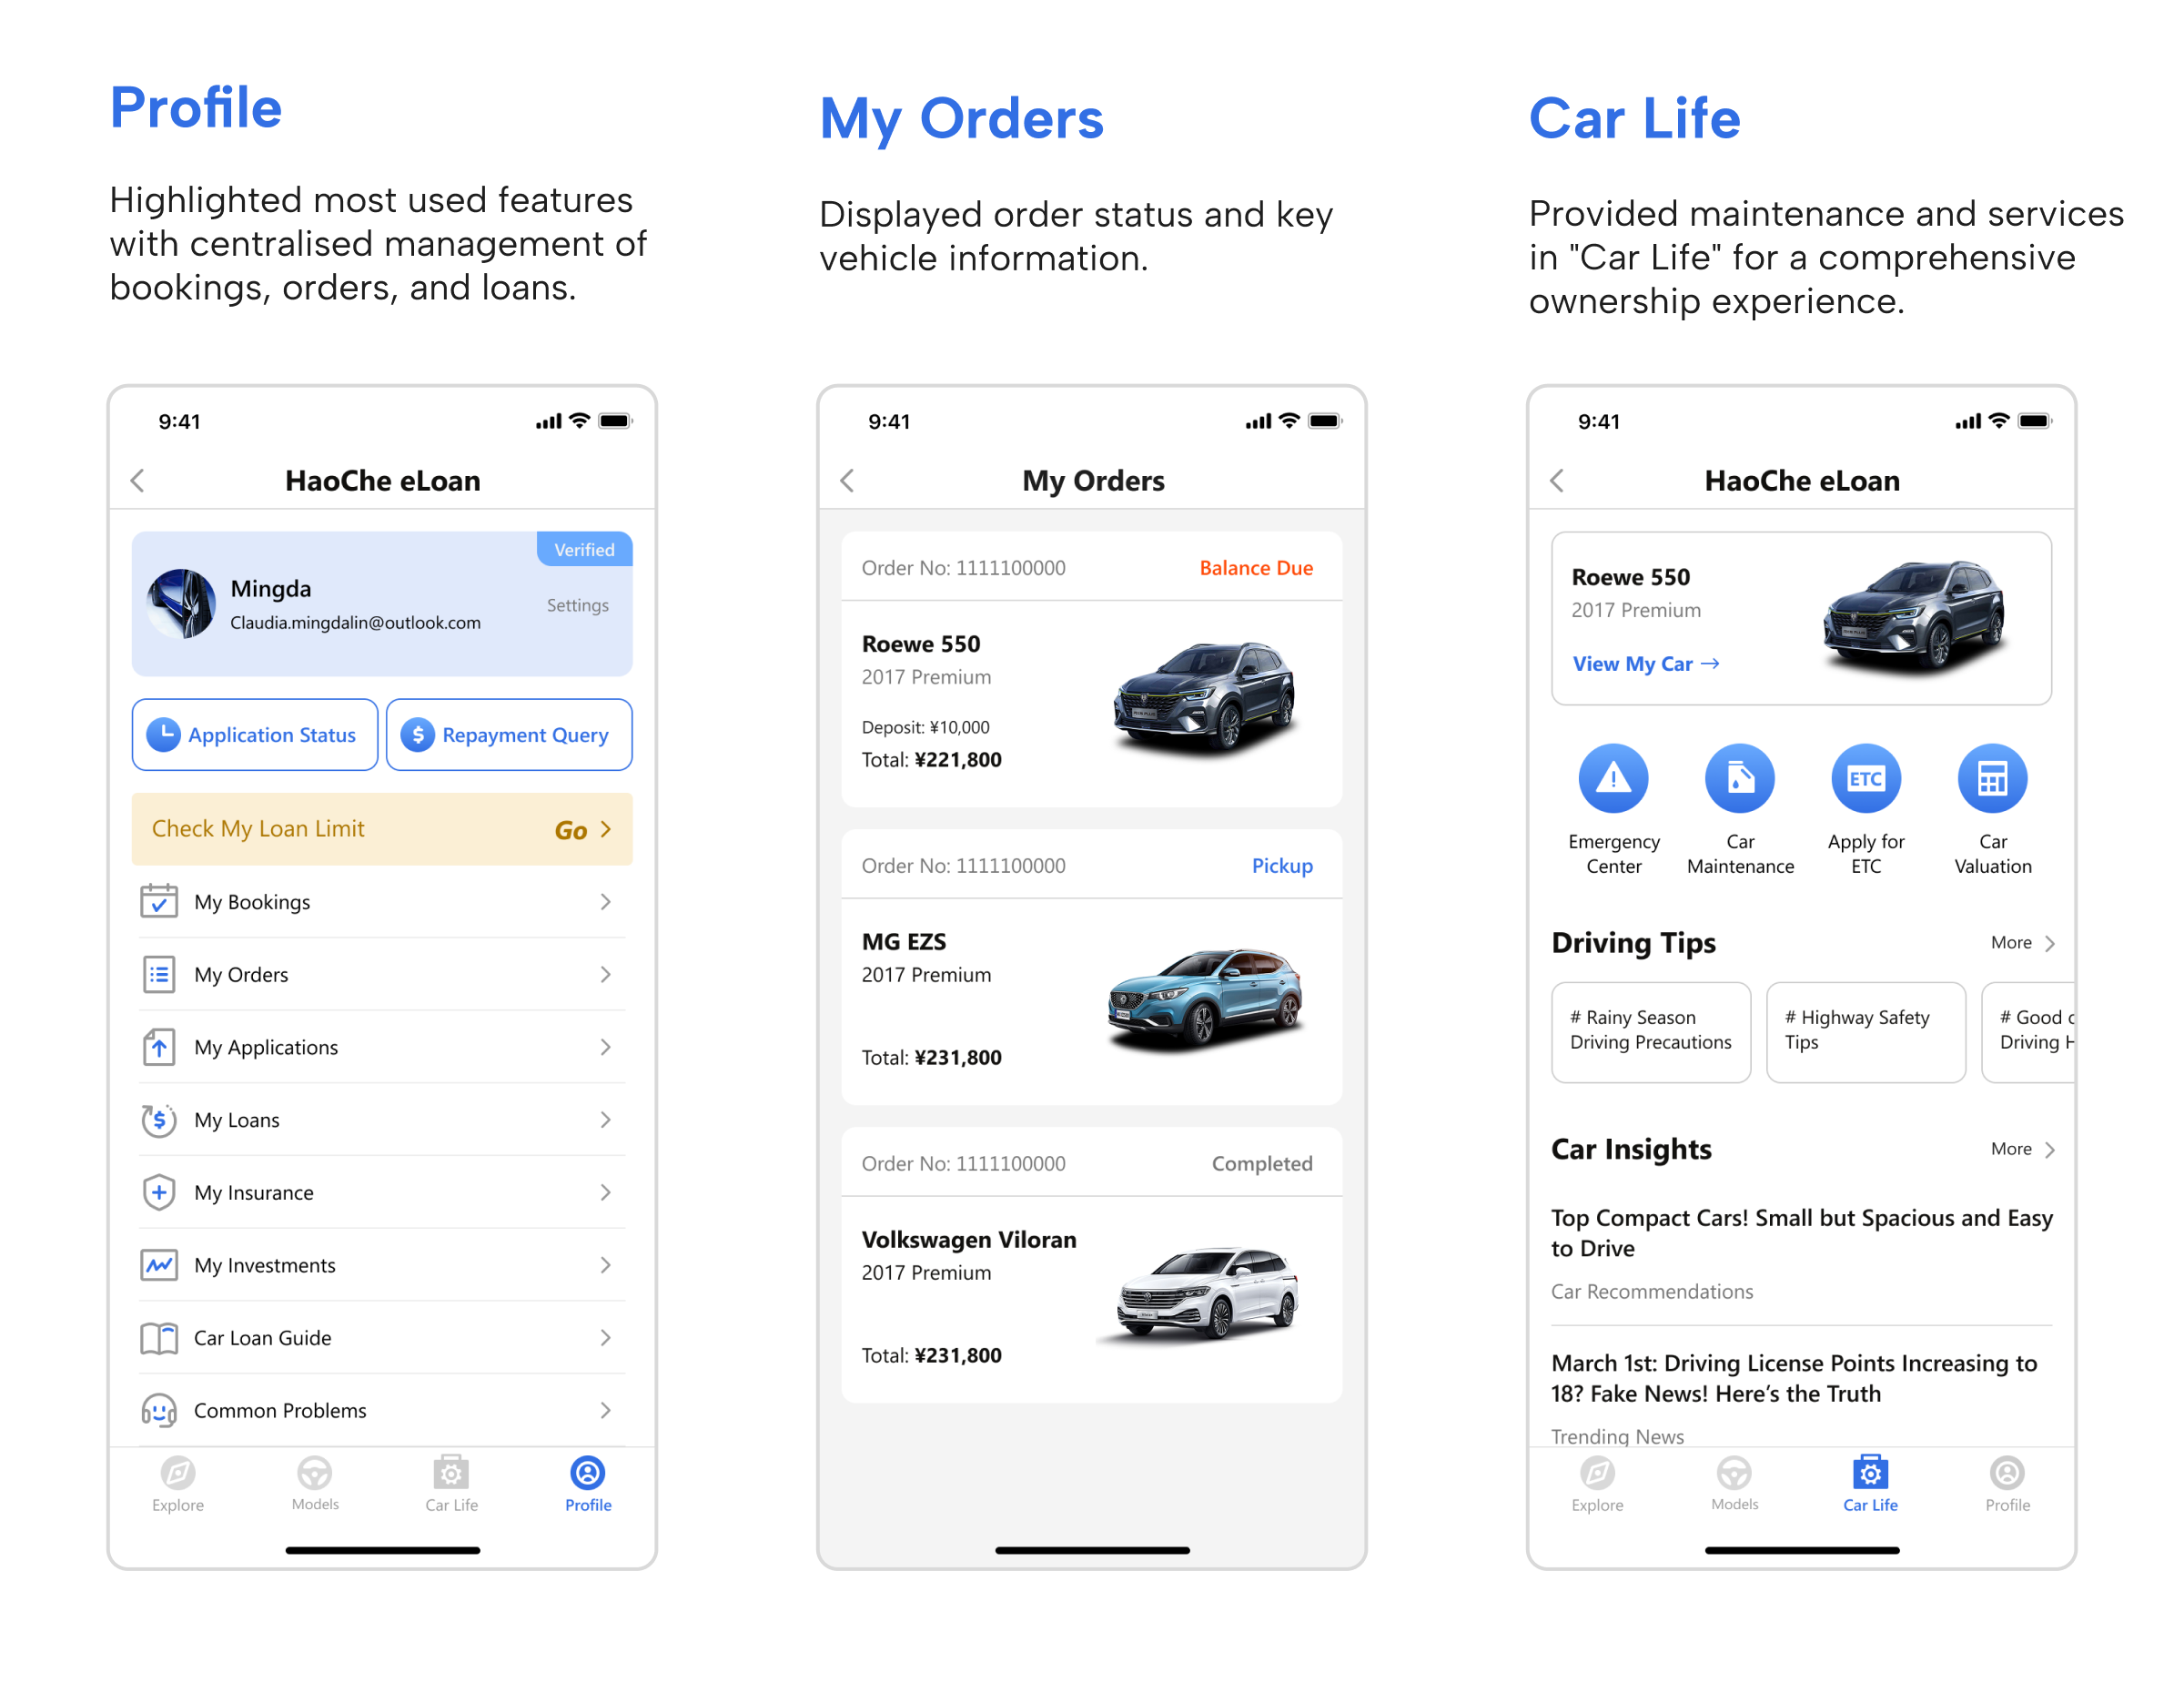 Profile
Highlighted most used features
with centralised management of
bookings, orders, and loans.
9:41
HaoChe eLoan
Verified
Mingda
Claudia.mingdalin@outlook.com
Settings
Application Status
Repayment Query
Check My Loan Limit
Go
My Bookings
My Orders
My Applications
My Loans
My Insurance
My Investments
Car Loan Guide
Common Problems
Explore
Models
Car Life
Profile
My Orders
Displayed order status and key
vehicle information.
9:41
My Orders
Order No: 1111100000
Balance Due
Roewe 550
2017 Premium
Deposit: ¥10,000
Total: ¥221,800
Order No: 1111100000
Pickup
MG EZS
2017 Premium
Total: ¥231,800
Order No: 1111100000
Completed
Volkswagen Viloran
2017 Premium
Total: ¥231,800
Car Life
Provided maintenance and services
in "Car Life" for a comprehensive
ownership experience.
9:41
HaoChe eLoan
Roewe 550
2017 Premium
View My Car →
Emergency
Center
Car
Maintenance
ETC
Apply for
ETC
Car
Valuation
Driving Tips
More
# Rainy Season
Driving Precautions
# Highway Safety
Tips
# Good
Driving
Car Insights
More
Top Compact Cars! Small but Spacious and Easy
to Drive
Car Recommendations
March 1st: Driving License Points Increasing to
18? Fake News! Here’s the Truth
Trending News
Explore
Models
Car Life
Profile